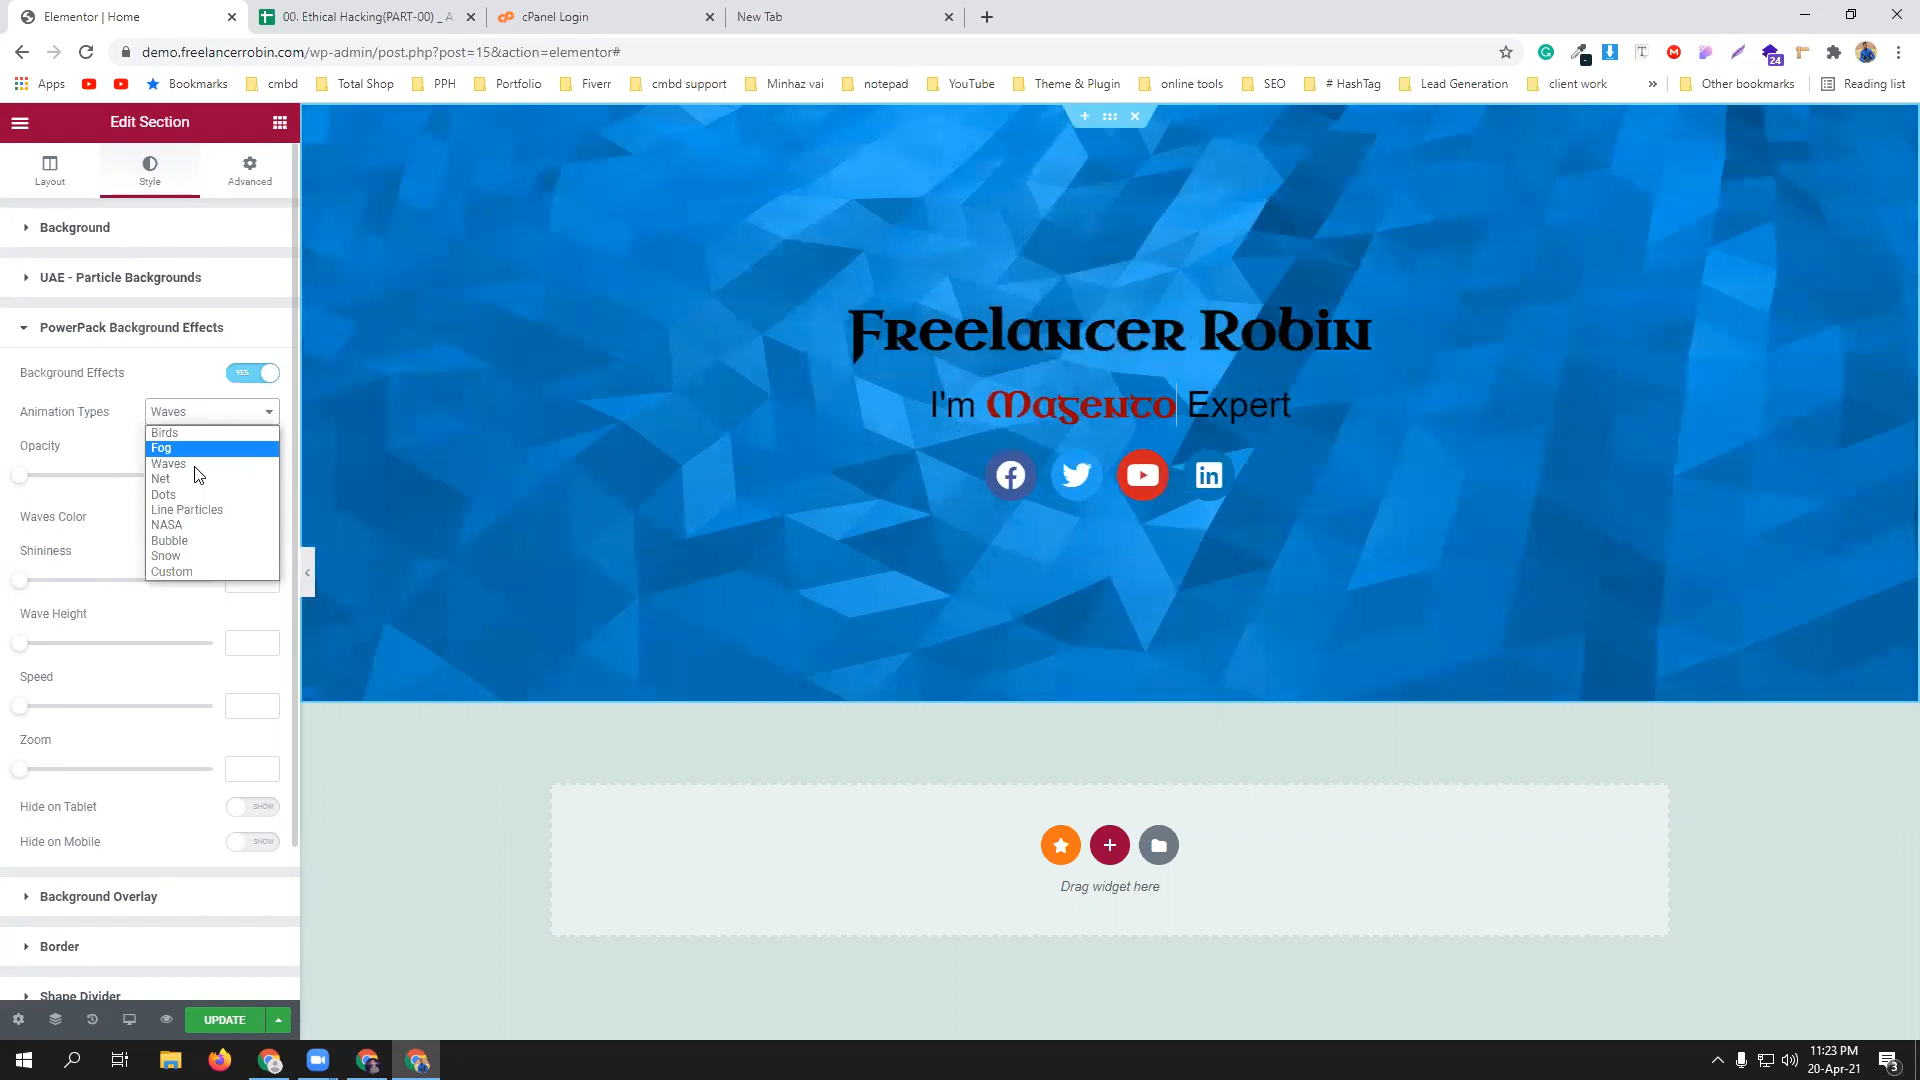 Elementor | Home
00. Ethical Hacking(PART-00) _ A
cPanel Login
New Tab
demo.freelancerrobin.com/wp-admin/post.php?post=15&action=elementor#
24
Apps
Bookmarks
cmbd
Total Shop
PPH
Portfolio
Fiverr
cmbd support
Minhaz vai
notepad
YouTube
Theme & Plugin
online tools
SEO
# HashTag
Lead Generation
client work
Other bookmarks
Reading list
Edit Section
Layout
Style
Advanced
Background
UAE - Particle Backgrounds
PowerPack Background Effects
Background Effects
YES
Animation Types
Waves
Birds
Fog
Waves
Net
Dots
Line Particles
NASA
Bubble
Snow
Custom
Opacity
Waves Color
Shininess
Wave Height
Speed
Zoom
Hide on Tablet
SHOW
Hide on Mobile
SHOW
Background Overlay
Border
Shape Divider
UPDATE
Freelancer Robin
I'm Magento Expert
Drag widget here
11:23 PM
20-Apr-21
3